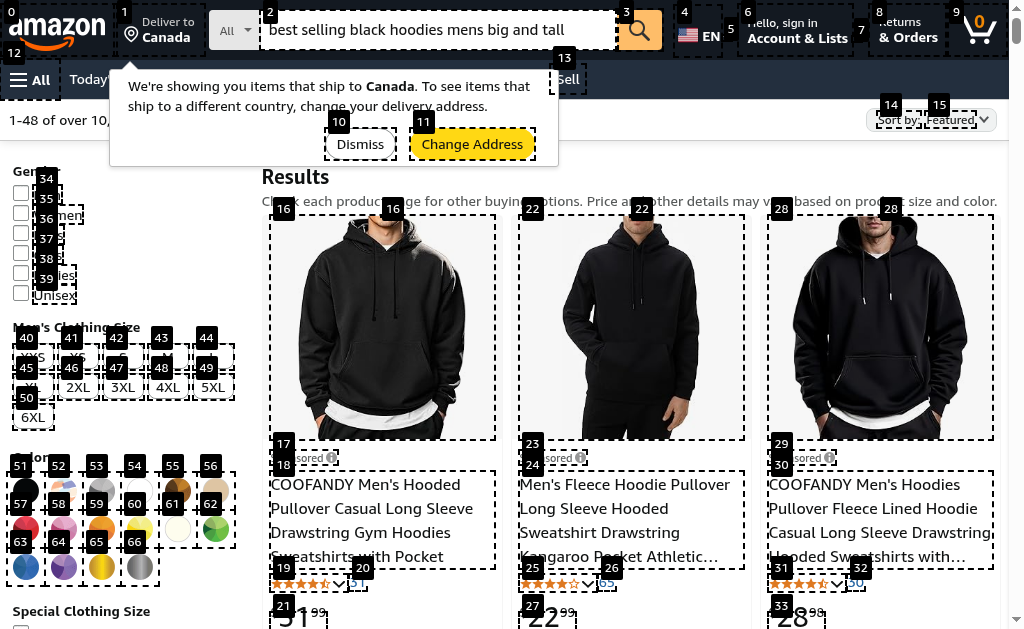 0
1
2
3
4
5
6
7
8
9
amazon
Deliver to
Canada
All
best selling black hoodies mens big and tall
EN
Hello, sign in
Account & Lists
Returns
& Orders
0
12
13
All
Today'
Sell
We're showing you items that ship to Canada. To see items that
ship to a different country, change your delivery address.
10
11
Dismiss
Change Address
14
15
1-48 of over 10,
Sort by: Featured
Results
Check each product page for other buying options. Price and other details may vary based on product size and color.
34
35
36
37
38
39
Unisex
Men's Clothing Size
40
41
42
43
44
XXS
XS
S
M
L
45
46
47
48
49
XL
2XL
3XL
4XL
5XL
50
6XL
51
52
53
54
55
56
57
58
59
60
61
62
63
64
65
66
Special Clothing Size
16
16
22
22
28
28
17
18
COOFANDY Men's Hooded
Pullover Casual Long Sleeve
Drawstring Gym Hoodies
Sweatshirts with Pocket
19
20
31
21
31 99
23
24
Men's Fleece Hoodie Pullover
Long Sleeve Hooded
Sweatshirt Drawstring
Kangaroo Pocket Athletic…
25
26
65
27
22 99
29
30
COOFANDY Men's Hoodies
Pullover Fleece Lined Hoodie
Casual Long Sleeve Drawstring
Hooded Sweatshirts with…
31
32
30
33
28 98